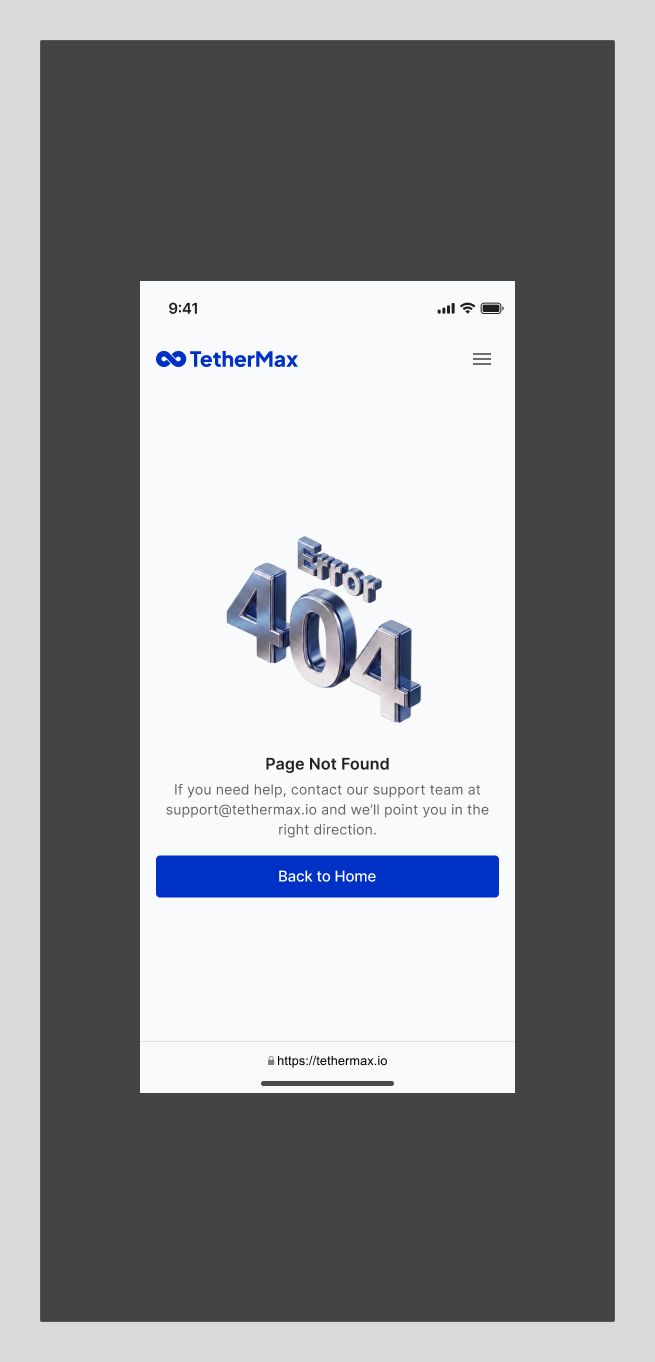 9:41
TetherMax
Error
404
Page Not Found
If you need help, contact our support team at
support@tethermax.io and we’ll point you in the
right direction.
Back to Home
https://tethermax.io